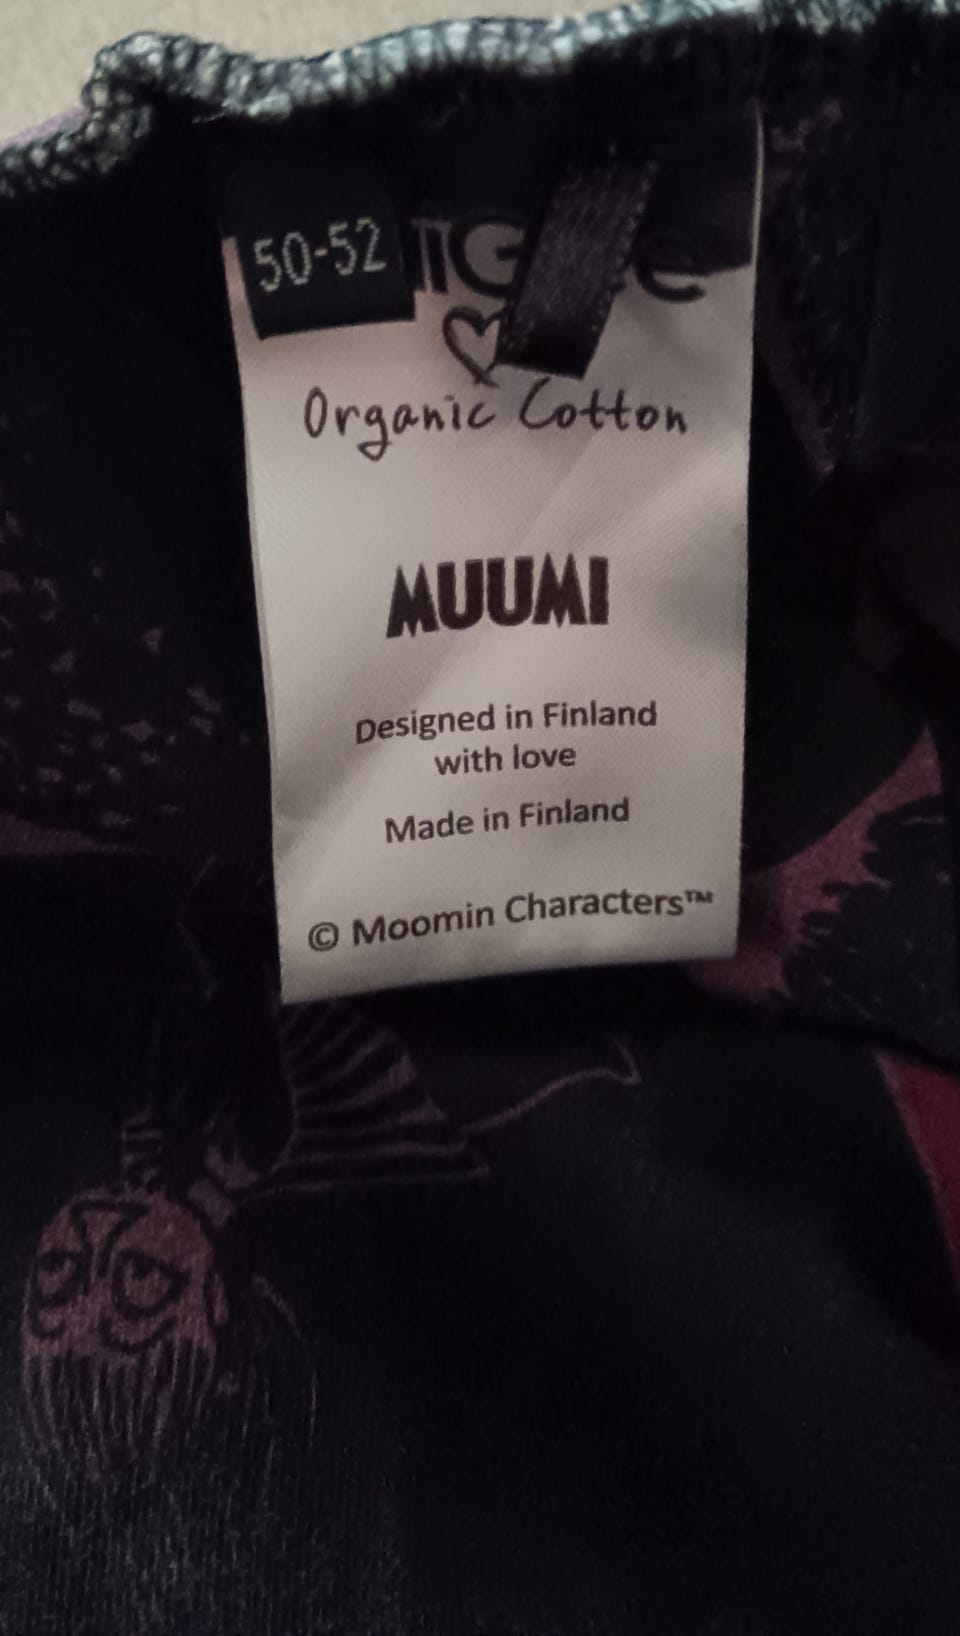 50-52
Organic Cotton
MUUMI
Designed in Finland
with love
Made in Finland
© Moomin Characters™